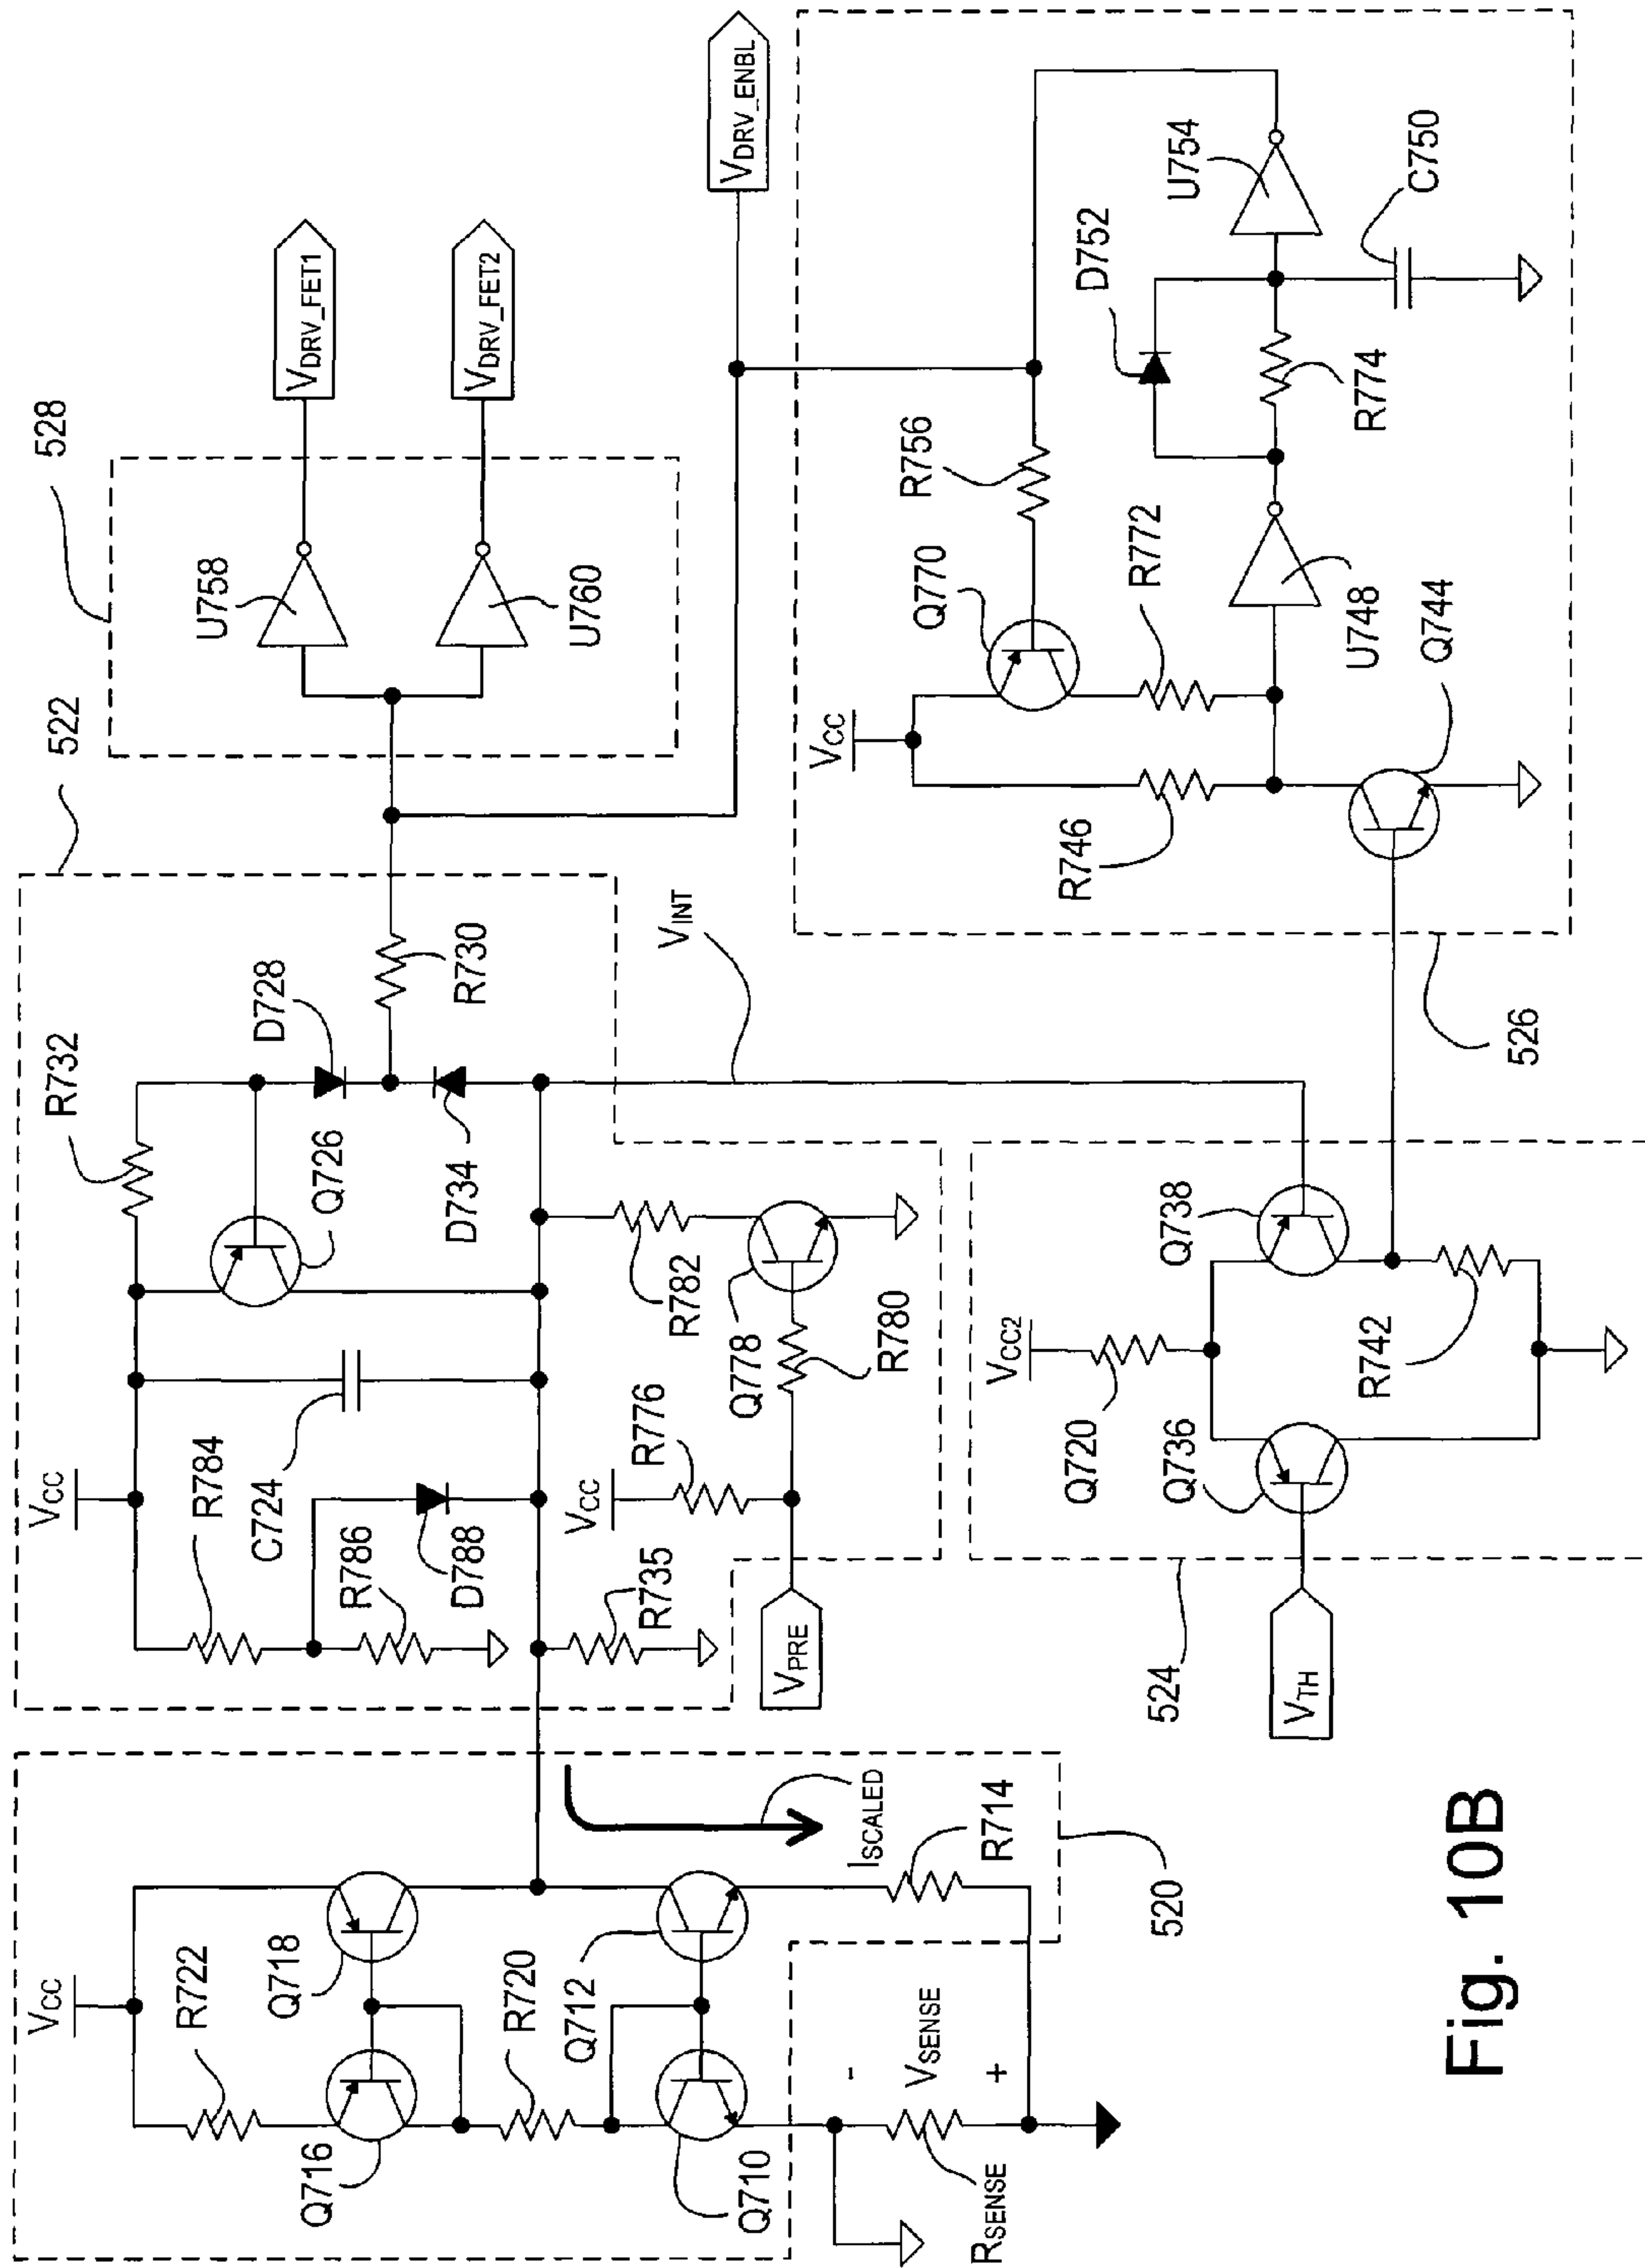 VCC
R722
Q716
Q718
R720
Q712
Q710
-
VSENSE
+
RSENSE
ISCALED
R714
520
VCC
R784
C724
R786
D788
R735
VCC
R776
VPRE
Q778
R780
R782
R732
Q726
D728
D734
R730
522
528
U758
U760
VDRV_FET1
VDRV_FET2
VDRV_ENBL
VINT
524
VTH
VCC2
Q720
Q736
Q738
R742
526
VCC
R746
Q770
R756
R772
U748
Q744
D752
R774
U754
C750
Fig. 10B